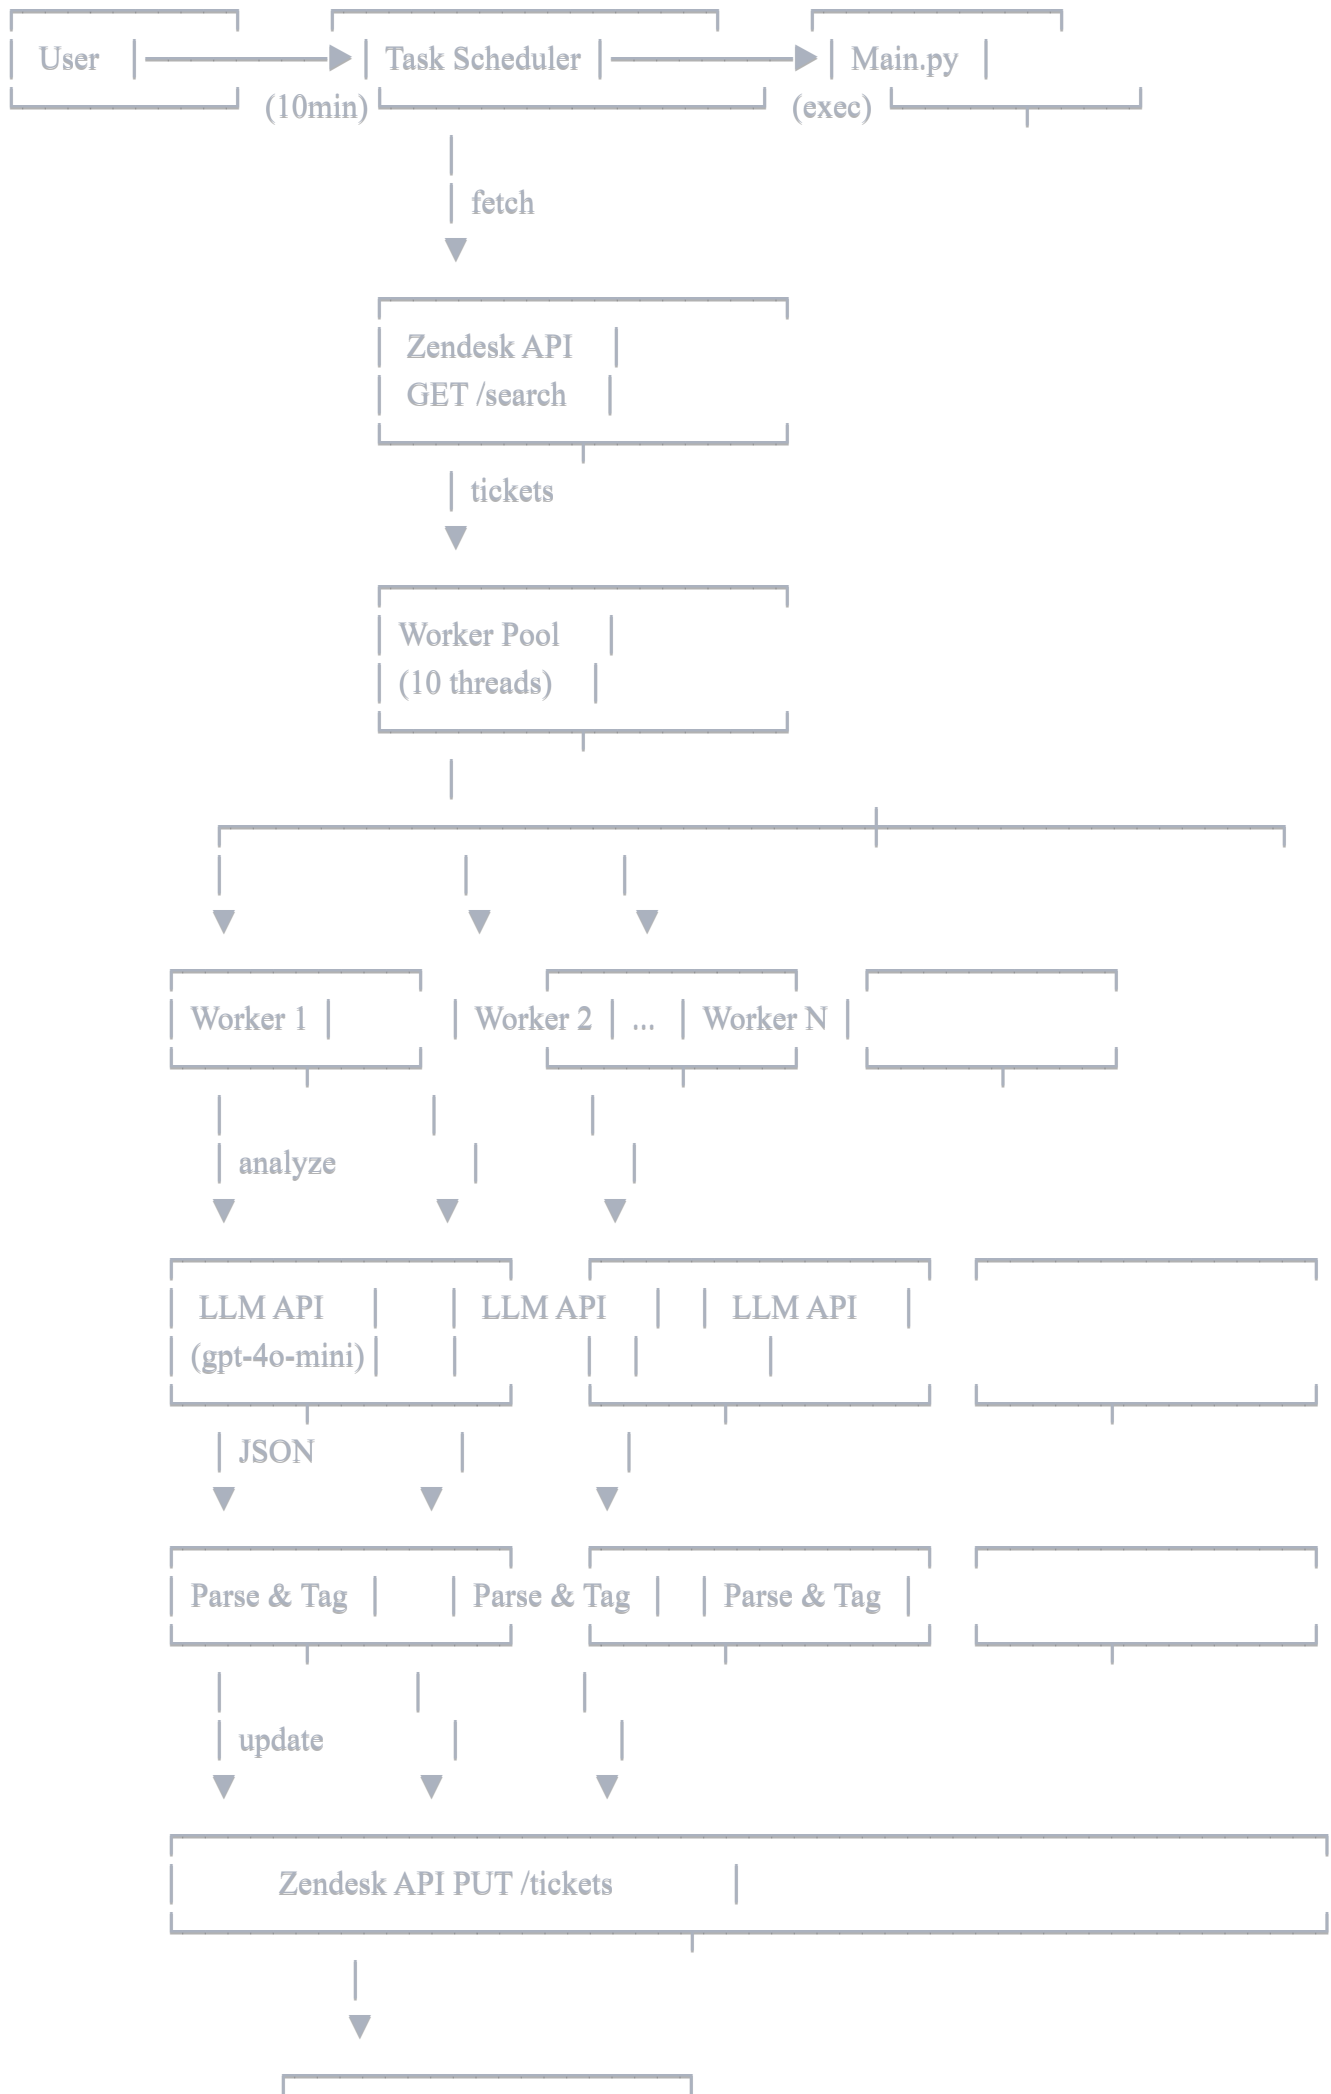 User Task Scheduler Main.py
(10min) (exec)
fetch
Zendesk API
GET /search
tickets
Worker Pool
(10 threads)
Worker 1 Worker 2 ... Worker N
analyze
LLM API LLM API LLM API
(gpt-4o-mini)
JSON
Parse & Tag Parse & Tag Parse & Tag
update
Zendesk API PUT /tickets